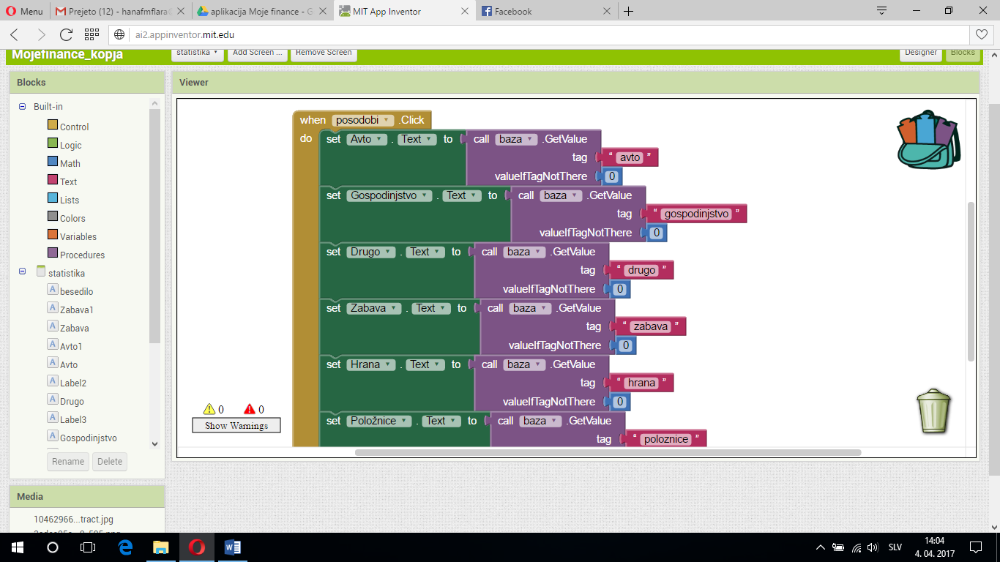 Menu
Prejeto (12) - hanafmflara@
aplikacija Moje finance - G
MIT App Inventor
Facebook
ai2.appinventor.mit.edu
Mojefinance_kopja
statistika
Add Screen ...
Remove Screen
Designer
Blocks
Blocks
Viewer
Built-in
Control
Logic
Math
Text
Lists
Colors
Variables
Procedures
statistika
besedilo
Zabava1
Zabava
Avto1
Avto
Label2
Drugo
Label3
Gospodinjstvo
Rename Delete
Media
10462966...tract.jpg
when posodobi .Click
do set Avto . Text to call baza .GetValue
tag " avto "
valueIfTagNotThere 0
set Gospodinjstvo . Text to call baza .GetValue
tag " gospodinjstvo "
valueIfTagNotThere 0
set Drugo . Text to call baza .GetValue
tag " drugo "
valueIfTagNotThere 0
set Zabava . Text to call baza .GetValue
tag " zabava "
valueIfTagNotThere 0
set Hrana . Text to call baza .GetValue
tag " hrana "
valueIfTagNotThere 0
set Položnice . Text to call baza .GetValue
tag " poloznice "
0 0
Show Warnings
SLV
14:04
4. 04. 2017